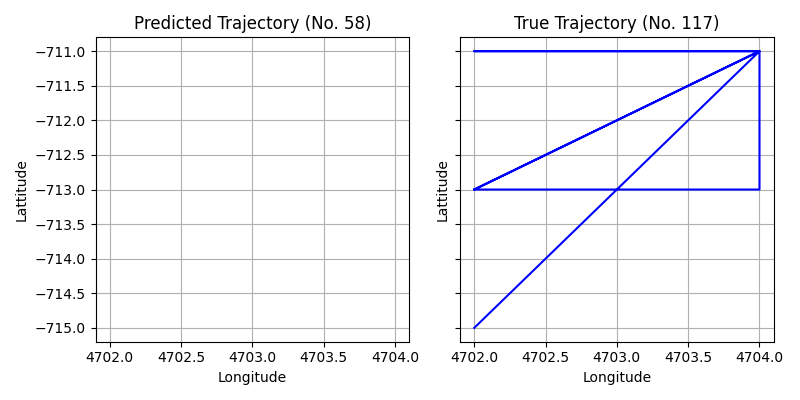 Predicted Trajectory (No. 58)
−711.0
−711.5
−712.0
−712.5
−713.0
−713.5
−714.0
−714.5
−715.0
Lattitude
4702.0 4702.5 4703.0 4703.5 4704.0
Longitude
True Trajectory (No. 117)
Lattitude
4702.0 4702.5 4703.0 4703.5 4704.0
Longitude